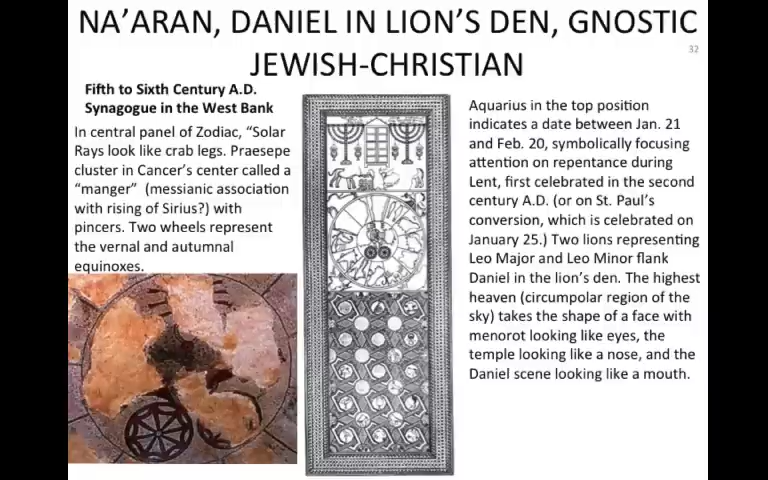 NA’ARAN, DANIEL IN LION’S DEN, GNOSTIC
JEWISH-CHRISTIAN
32
Fifth to Sixth Century A.D.
Synagogue in the West Bank
In central panel of Zodiac, “Solar
Rays look like crab legs. Praesepe
cluster in Cancer’s center called a
“manger”  (messianic association
with rising of Sirius?) with
pincers. Two wheels represent
the vernal and autumnal
equinoxes.
Aquarius in the top position
indicates a date between Jan. 21
and Feb. 20, symbolically focusing
attention on repentance during
Lent, first celebrated in the second
century A.D. (or on St. Paul’s
conversion, which is celebrated on
January 25.) Two lions representing
Leo Major and Leo Minor flank
Daniel in the lion’s den. The highest
heaven (circumpolar region of the
sky) takes the shape of a face with
menorot looking like eyes, the
temple looking like a nose, and the
Daniel scene looking like a mouth.